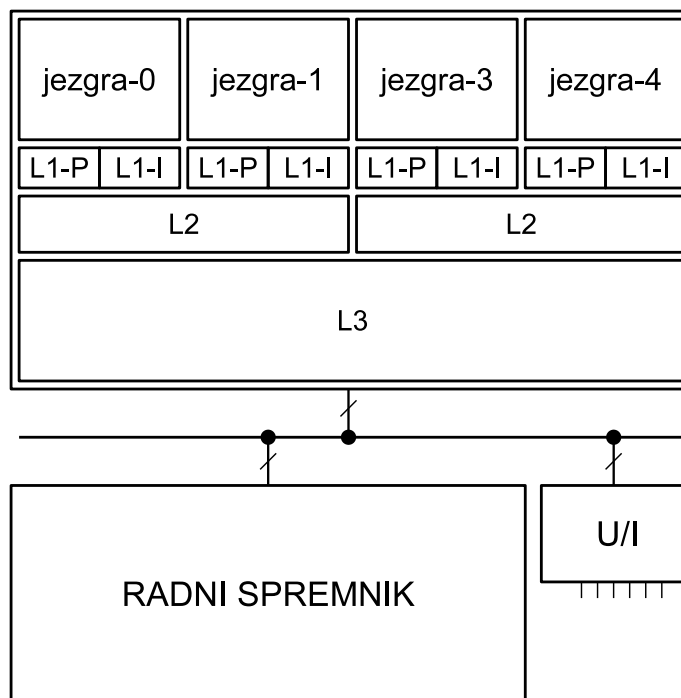 jezgra-0 jezgra-1 jezgra-3 jezgra-4
L1-P L1-I L1-P L1-I L1-P L1-I L1-P L1-I
L2 L2
L3
U/I
RADNI SPREMNIK